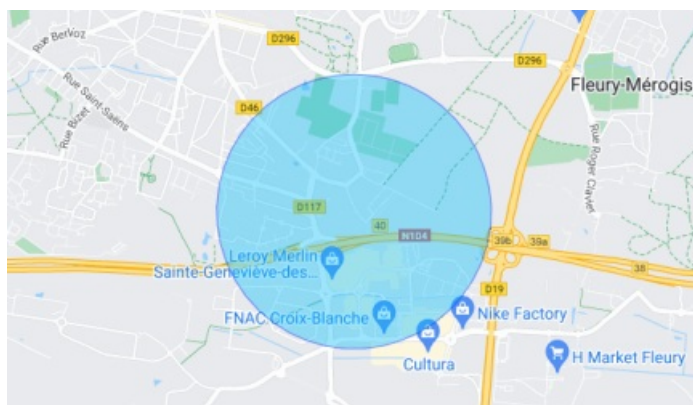 Rue Berlioz
D296
D296
Fleury-Mérogis
Rue Saint-Saëns
D46
Rue Bizet
Rue Roger Clavier
D117
40
N104
39b
39a
38
Leroy Merlin
Sainte-Geneviève-des...
D19
FNAC Croix-Blanche
Nike Factory
Cultura
H Market Fleury